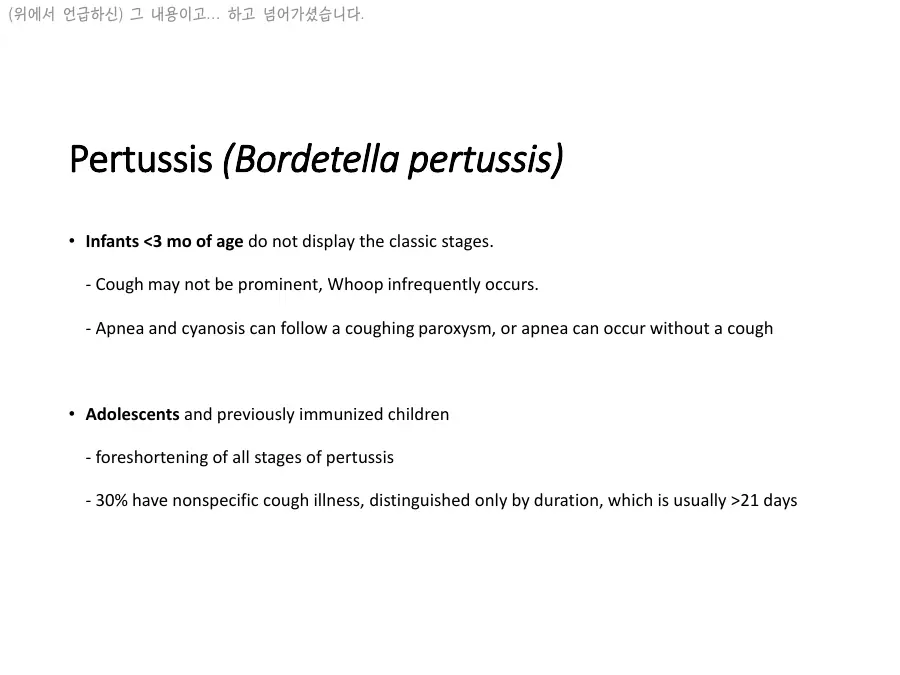 (위에서 언급하신) 그 내용이고... 하고 넘어가셨습니다.
Pertussis (Bordetella pertussis)
• Infants <3 mo of age do not display the classic stages.
- Cough may not be prominent, Whoop infrequently occurs.
- Apnea and cyanosis can follow a coughing paroxysm, or apnea can occur without a cough
• Adolescents and previously immunized children
- foreshortening of all stages of pertussis
- 30% have nonspecific cough illness, distinguished only by duration, which is usually >21 days